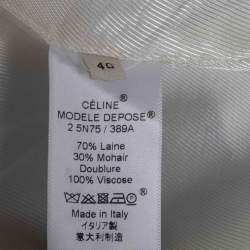 40
CÉLINE®
MODELE DEPOSE®
2 5N75 / 389A
70% Laine
30% Mohair
Doublure
100% Viscose
Made in Italy
イタリア製
意大利制造